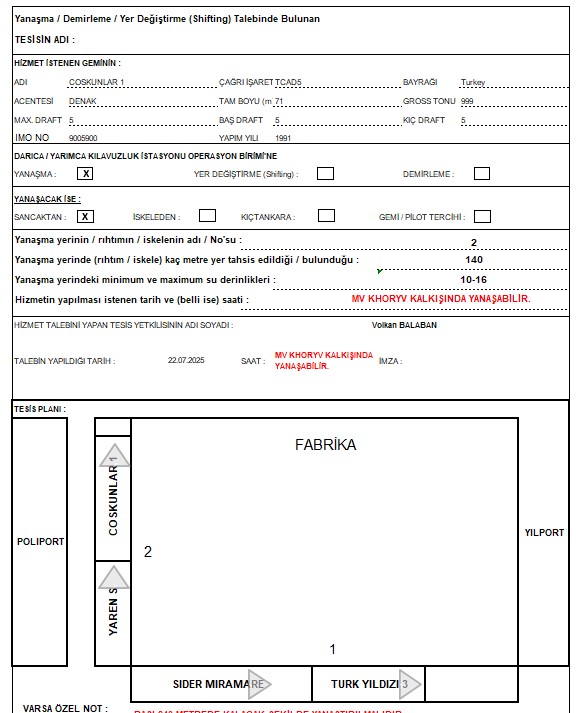 Yanaşma / Demirleme / Yer Değiştirme (Shifting) Talebinde Bulunan
TESİSİN ADI :
HİZMET İSTENEN GEMİNİN :
ADI COSKUNLAR 1 ÇAĞRI İŞARET TCAD5 BAYRAĞI Turkey
ACENTESİ DENAK TAM BOYU (m 71 GROSS TONU 999
MAX. DRAFT 5 BAŞ DRAFT 5 KIÇ DRAFT 5
IMO NO 9005900 YAPIM YILI 1991
DARICA / YARIMCA KILAVUZLUK İSTASYONU OPERASYON BİRİMİ'NE
YANAŞMA : X YER DEĞİŞTİRME (Shifting) : DEMİRLEME :
YANAŞACAK İSE :
SANCAKTAN : X İSKELEDEN : KIÇTANKARA : GEMİ / PİLOT TERCİHİ :
Yanaşma yerinin / rıhtımın / iskelenin adı / No'su : 2
Yanaşma yerinde (rıhtım / iskele) kaç metre yer tahsis edildiği / bulunduğu : 140
Yanaşma yerindeki minimum ve maximum su derinlikleri : 10-16
Hizmetin yapılması istenen tarih ve (belli ise) saati : MV KHORYV KALKIŞINDA YANAŞABİLİR.
HİZMET TALEBİNİ YAPAN TESİS YETKİLİSİNİN ADI SOYADI : Volkan BALABAN
TALEBİN YAPILDIĞI TARİH : 22.07.2025 SAAT : MV KHORYV KALKIŞINDA YANAŞABİLİR. İMZA :
TESİS PLANI :
FABRİKA
COSKUNLAR 1
POLIPORT
2
YILPORT
YAREN S
1
SIDER MIRAMARE
TURK YILDIZI 3
VARSA ÖZEL NOT :